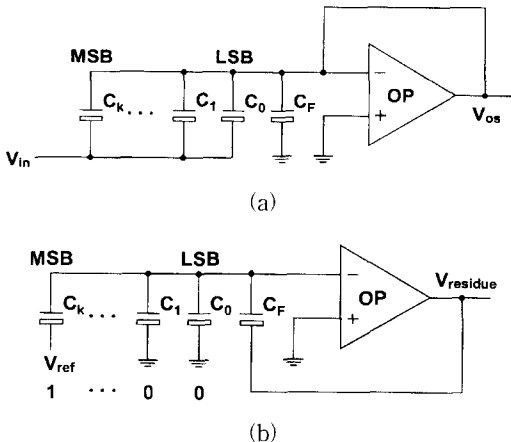 MSB LSB
C_k ... C_1 C_0 C_F
− OP +
V_in
V_os
(a)
MSB LSB
V_residue
C_k ... C_1 C_0 C_F
− OP +
V_ref
1 ... 0 0
(b)